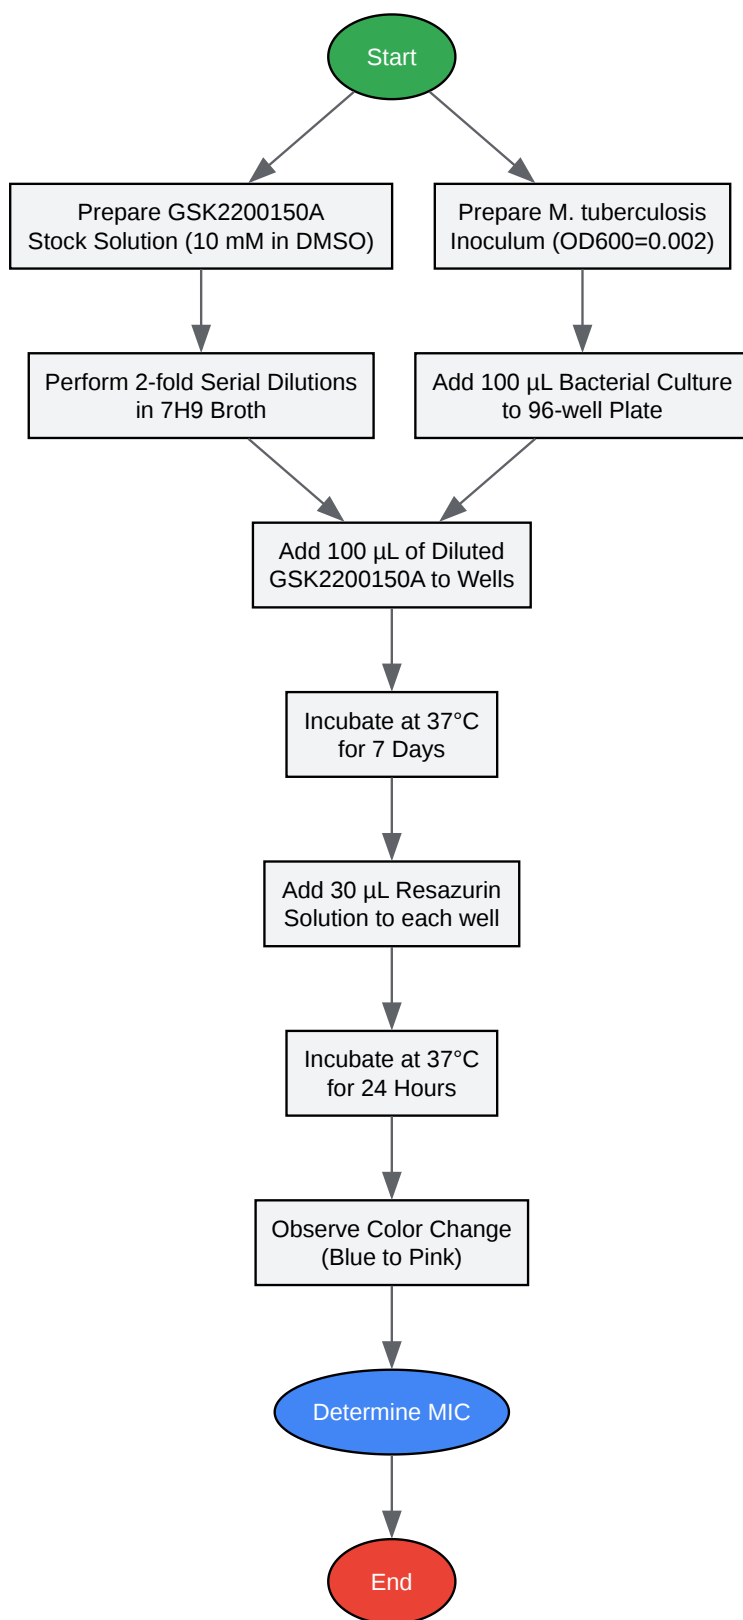 Start
Prepare GSK2200150A
Stock Solution (10 mM in DMSO)
Prepare M. tuberculosis
Inoculum (OD600=0.002)
Perform 2-fold Serial Dilutions
in 7H9 Broth
Add 100 µL Bacterial Culture
to 96-well Plate
Add 100 µL of Diluted
GSK2200150A to Wells
Incubate at 37°C
for 7 Days
Add 30 µL Resazurin
Solution to each well
Incubate at 37°C
for 24 Hours
Observe Color Change
(Blue to Pink)
Determine MIC
End